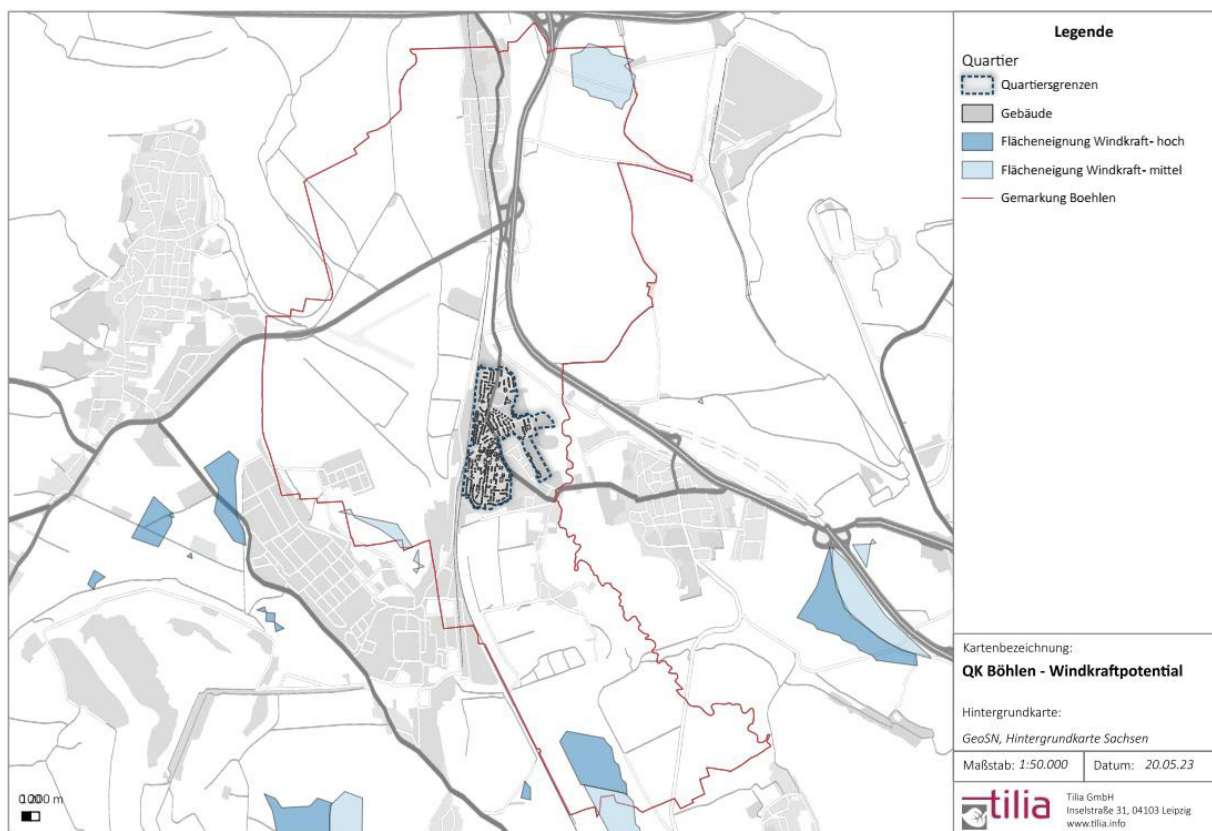 Legende
Quartier
Quartiersgrenzen
Gebäude
Flächeneignung Windkraft- hoch
Flächeneigung Windkraft- mittel
Gemarkung Boehlen
Kartenbezeichnung:
QK Böhlen - Windkraftpotential
Hintergrundkarte:
GeoSN, Hintergrundkarte Sachsen
Maßstab: 1:50.000 Datum: 20.05.23
tilia
Tilia GmbH
Inselstraße 31, 04103 Leipzig
www.tilia.info